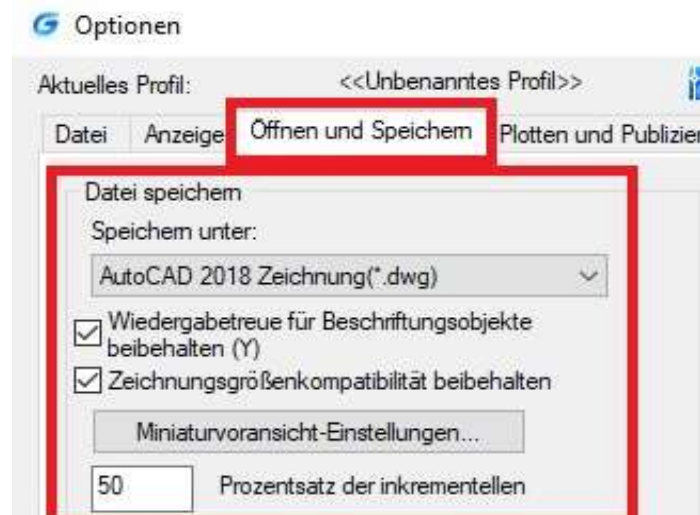 Optionen
Aktuelles Profil: <<Unbenanntes Profil>>
Datei Anzeige Öffnen und Speichern Plotten und Publizier
Datei speichern
Speichern unter:
AutoCAD 2018 Zeichnung(*.dwg)
Wiedergabetreue für Beschriftungsobjekte
beibehalten (Y)
Zeichnungsgrößenkompatibilität beibehalten
Miniaturvoransicht-Einstellungen...
50 Prozentsatz der inkrementellen